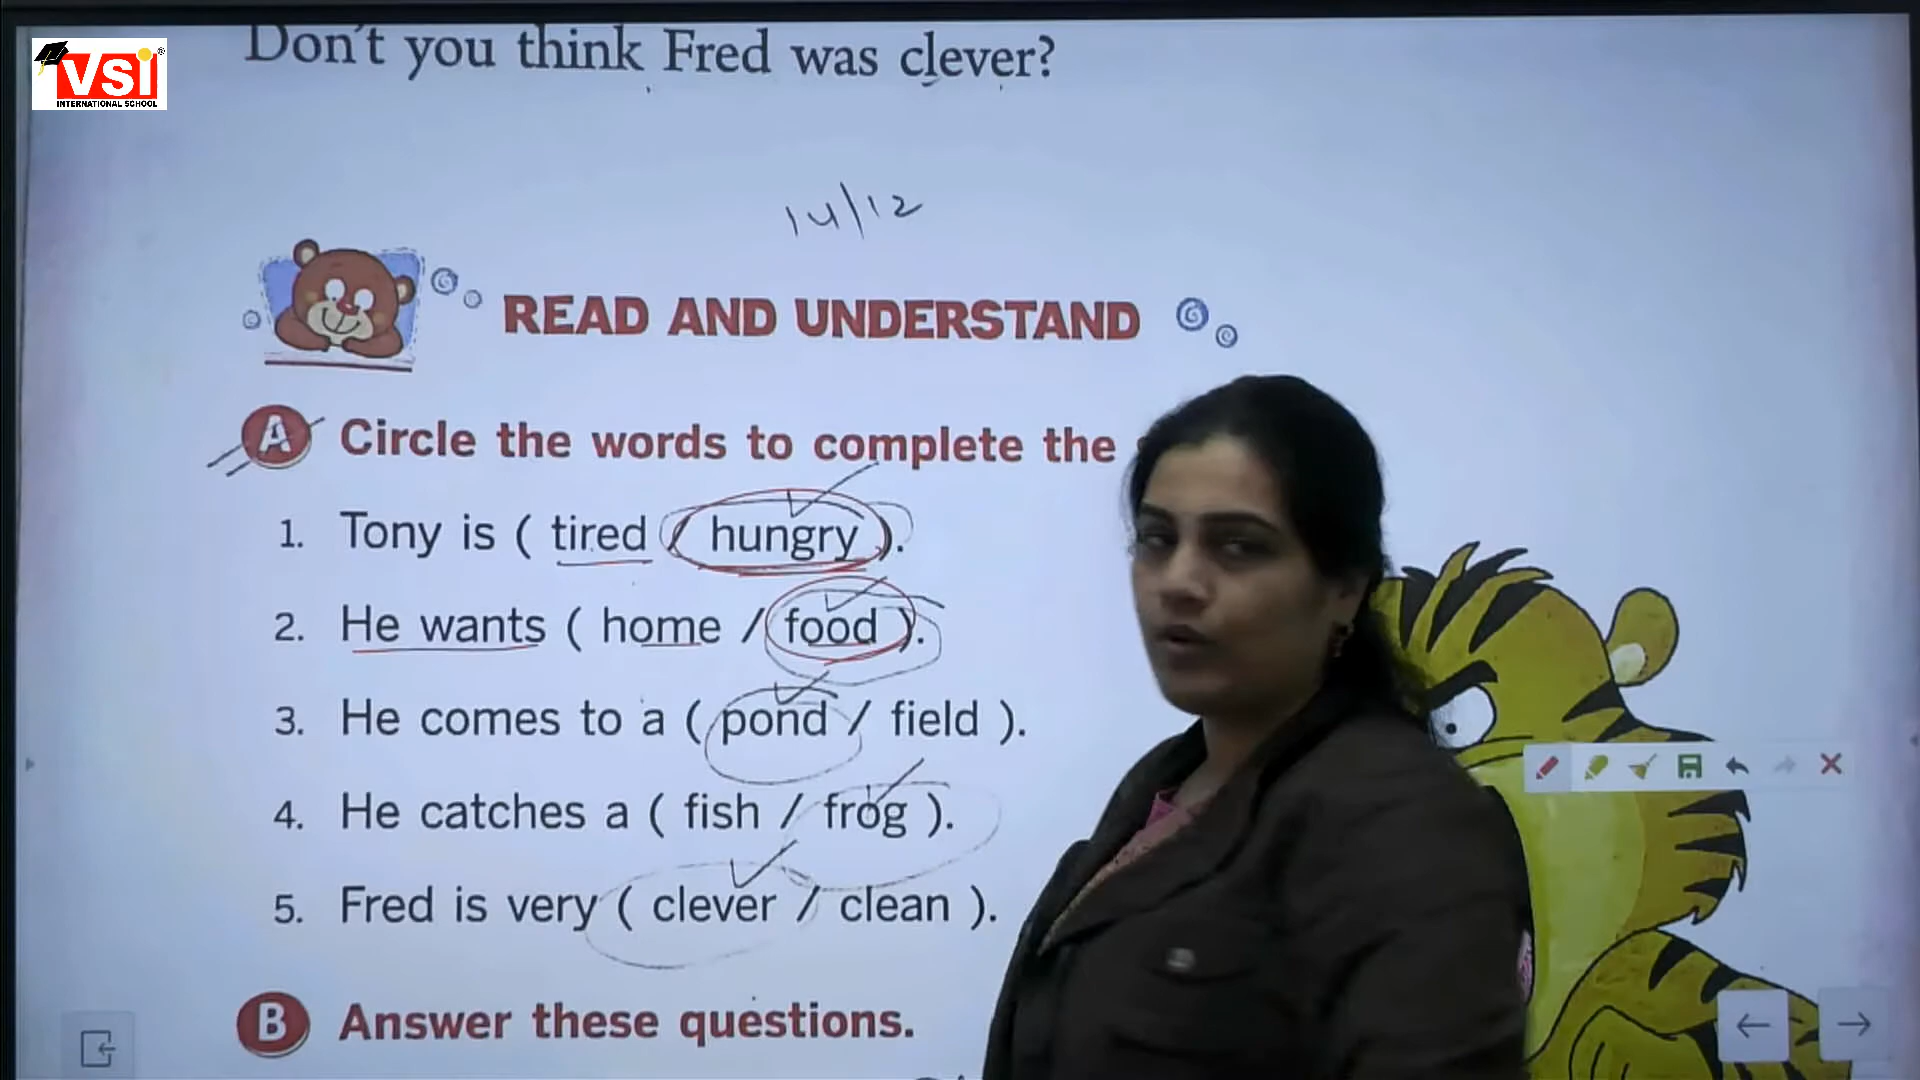 VSI
INTERNATIONAL SCHOOL
Don't you think Fred was clever?
14/12
READ AND UNDERSTAND
A Circle the words to complete the
1. Tony is ( tired / hungry ).
2. He wants ( home / food ).
3. He comes to a ( pond / field ).
4. He catches a ( fish / frog ).
5. Fred is very ( clever / clean ).
B Answer these questions.